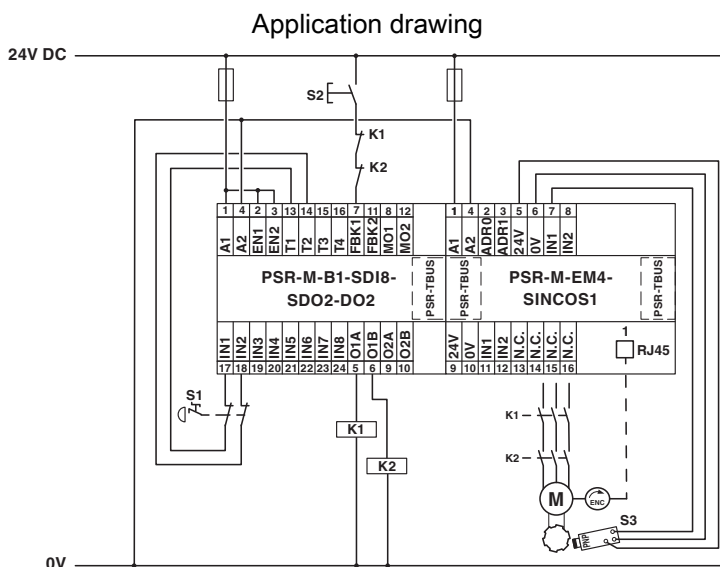 Application drawing
24V DC
S2
K1
K2
1 4 2 3 13 14 15 16 7 11 8 12
A1 A2 EN1 EN2 T1 T2 T3 T4 FBK1 FBK2 MO1 MO2
1 4 2 3 5 6 7 8
A1 A2 ADR0 ADR1 24V 0V IN1 IN2
PSR-M-B1-SDI8-
SDO2-DO2
PSR-TBUS
PSR-TBUS
PSR-M-EM4-
SINCOS1
PSR-TBUS
IN1 IN2 IN3 IN4 IN5 IN6 IN7 IN8 O1A O1B O2A O2B
17 18 19 20 21 22 23 24 5 6 9 10
24V 0V IN1 IN2 N.C. N.C. N.C. N.C.
9 10 11 12 13 14 15 16
1
RJ45
S1
K1
K2
K1
K2
M
ENC
S3
PNP
0V